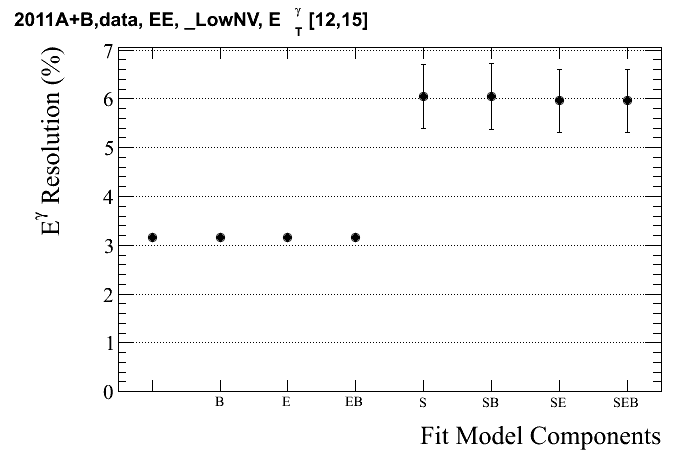 2011A+B,data, EE, _LowNV, E γ T [12,15]
E^γ Resolution (%)
7
6
5
4
3
2
1
0
B E EB S SB SE SEB
Fit Model Components